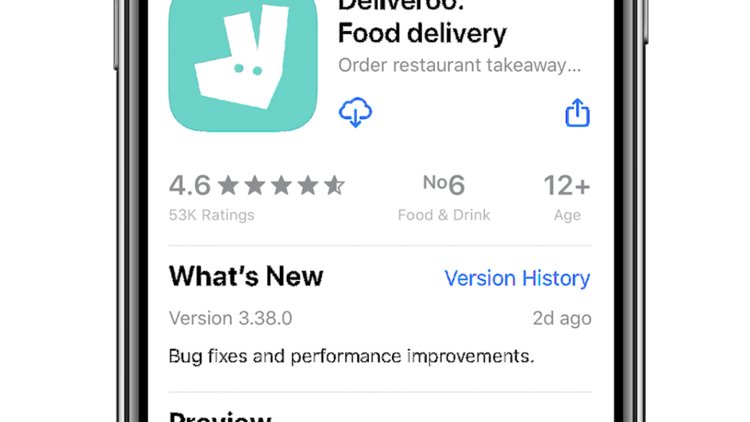 Deliveroo:
Food delivery
Order restaurant takeaway...
4.6
No6
12+
53K Ratings
Food & Drink
Age
What's New
Version History
Version 3.38.0
2d ago
Bug fixes and performance improvements.
Preview